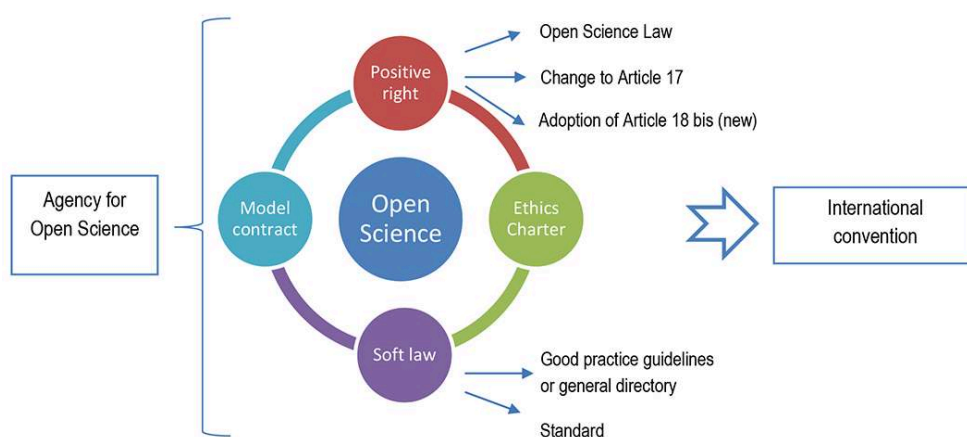 Open Science Law
Positive
right
Change to Article 17
Adoption of Article 18 bis (new)
Agency for
Open Science
Model
contract
Open
Science
Ethics
Charter
International
convention
Soft law
Good practice guidelines
or general directory
Standard